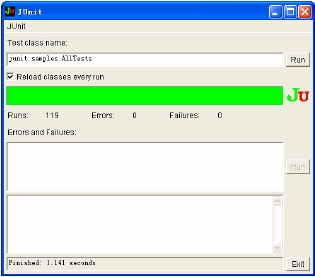 JUnit
JUnit
Test class name:
junit.samples.AllTests
Run
Reload classes every run
Ju
Runs: 119 Errors: 0 Failures: 0
Errors and Failures:
Run
Finished: 1.141 seconds
Exit